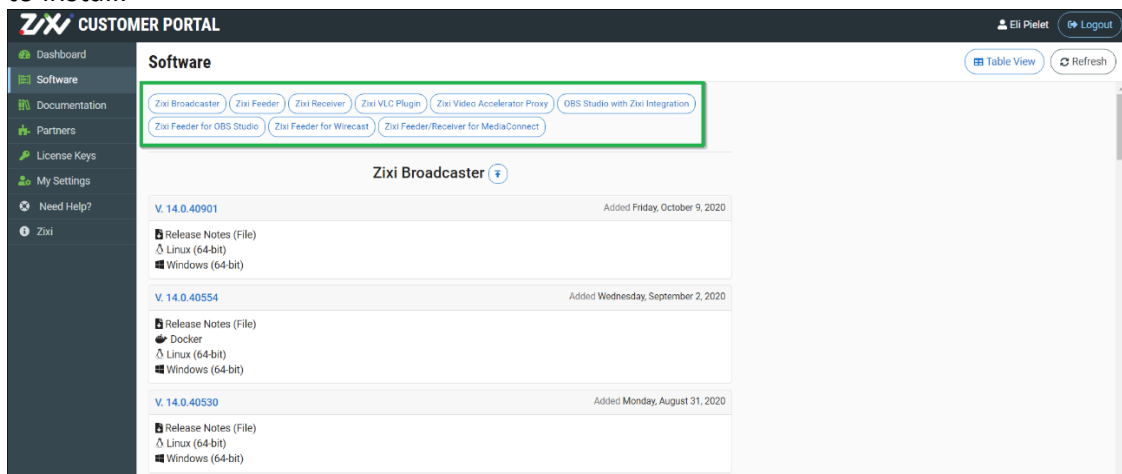 to install
ZIXI CUSTOMER PORTAL
Eli Pielet
Logout
Dashboard
Software
Documentation
Partners
License Keys
My Settings
Need Help?
Zixi
Software
Table View
Refresh
Zixi Broadcaster
Zixi Feeder
Zixi Receiver
Zixi VLC Plugin
Zixi Video Accelerator Proxy
OBS Studio with Zixi Integration
Zixi Feeder for OBS Studio
Zixi Feeder for Wirecast
Zixi Feeder/Receiver for MediaConnect
Zixi Broadcaster
V. 14.0.40901 Added Friday, October 9, 2020
Release Notes (File)
Linux (64-bit)
Windows (64-bit)
V. 14.0.40554 Added Wednesday, September 2, 2020
Release Notes (File)
Docker
Linux (64-bit)
Windows (64-bit)
V. 14.0.40530 Added Monday, August 31, 2020
Release Notes (File)
Linux (64-bit)
Windows (64-bit)